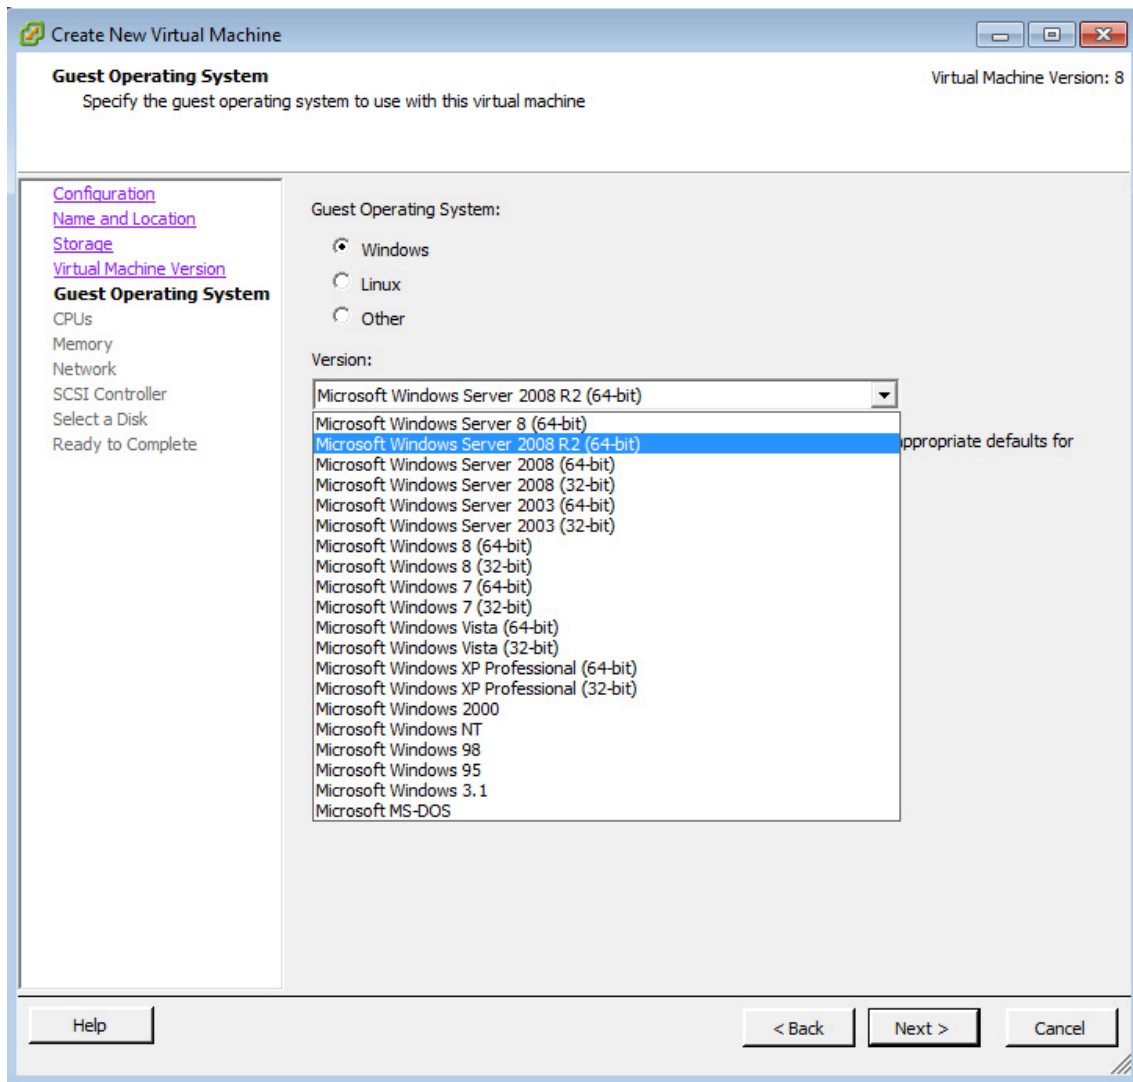 Create New Virtual Machine
Guest Operating System
Virtual Machine Version: 8
Specify the guest operating system to use with this virtual machine
Configuration
Name and Location
Storage
Virtual Machine Version
Guest Operating System
CPUs
Memory
Network
SCSI Controller
Select a Disk
Ready to Complete
Guest Operating System:
Windows
Linux
Other
Version:
Microsoft Windows Server 2008 R2 (64-bit)
Microsoft Windows Server 8 (64-bit)
Microsoft Windows Server 2008 R2 (64-bit)
Microsoft Windows Server 2008 (64-bit)
Microsoft Windows Server 2008 (32-bit)
Microsoft Windows Server 2003 (64-bit)
Microsoft Windows Server 2003 (32-bit)
Microsoft Windows 8 (64-bit)
Microsoft Windows 8 (32-bit)
Microsoft Windows 7 (64-bit)
Microsoft Windows 7 (32-bit)
Microsoft Windows Vista (64-bit)
Microsoft Windows Vista (32-bit)
Microsoft Windows XP Professional (64-bit)
Microsoft Windows XP Professional (32-bit)
Microsoft Windows 2000
Microsoft Windows NT
Microsoft Windows 98
Microsoft Windows 95
Microsoft Windows 3.1
Microsoft MS-DOS
ppropriate defaults for
Help
< Back
Next >
Cancel